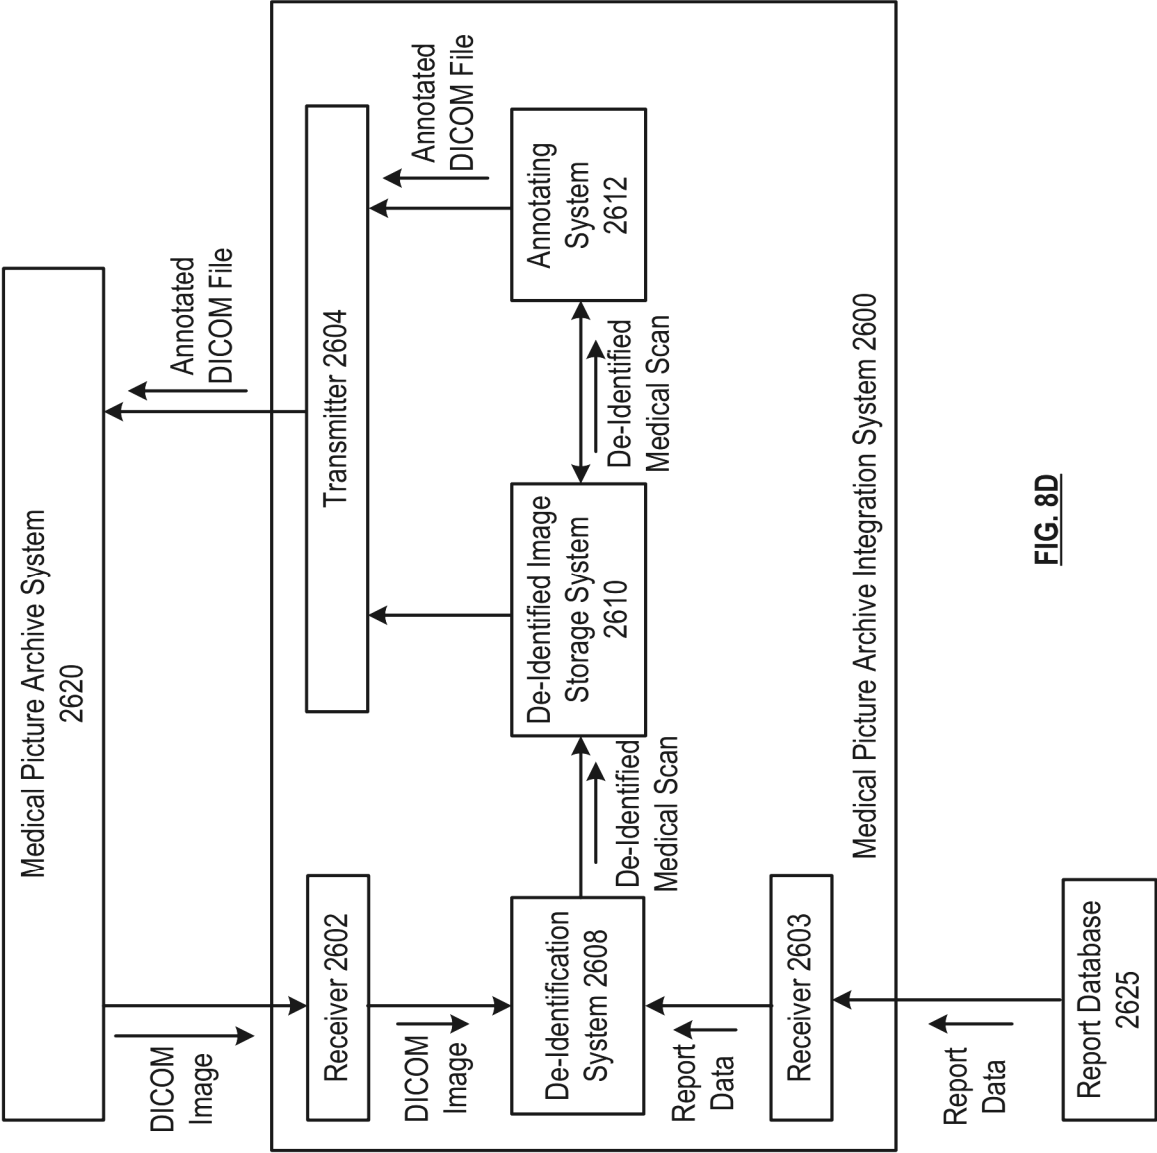 Medical Picture Archive System
2620
DICOM
Image
Annotated
DICOM File
Receiver 2602
Transmitter 2604
DICOM
Image
Annotated
DICOM File
De-Identification
System 2608
De-Identified
Medical Scan
De-Identified Image
Storage System
2610
De-Identified
Medical Scan
Annotating
System
2612
Report
Data
Receiver 2603
Medical Picture Archive Integration System 2600
Report
Data
Report Database
2625
FIG. 8D